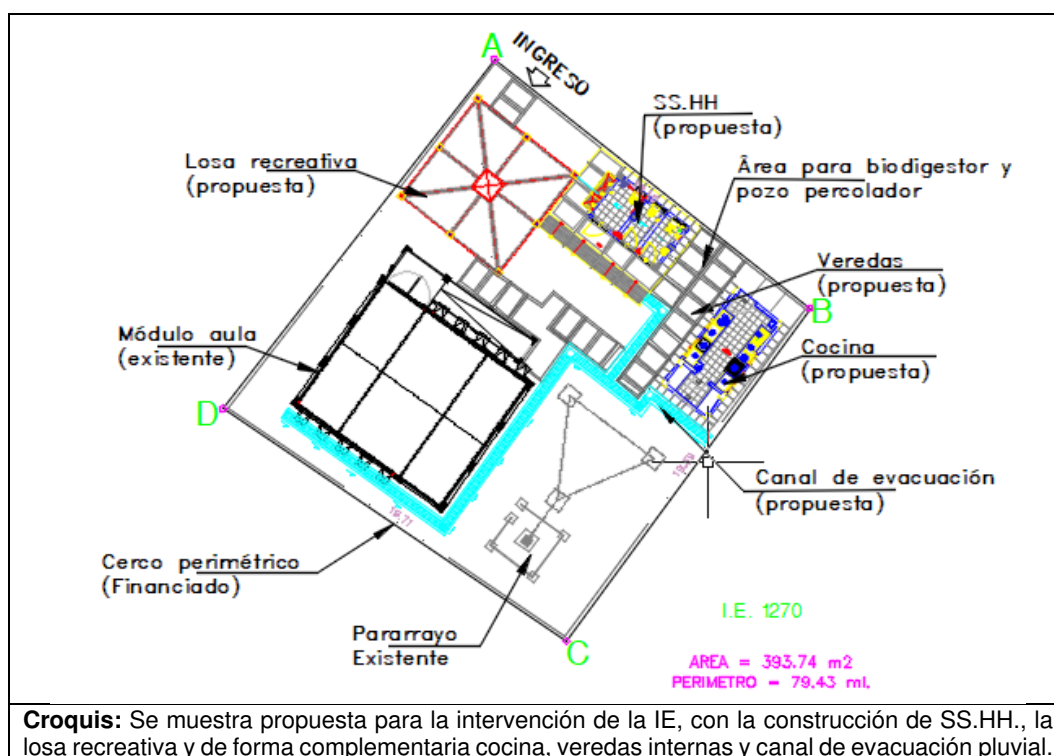 A
INGRESO
SS.HH
(propuesta)
Losa recreativa
(propuesta)
Área para biodigestor y
pozo percolador
Veredas
(propuesta)
B
Módulo aula
(existente)
Cocina
(propuesta)
D
Canal de evacuación
(propuesta)
19.71
Cerco perimétrico
(Financiado)
Pararrayo
Existente
C
I.E. 1270
AREA = 393.74 m2
PERIMETRO = 79.43 ml.
Croquis: Se muestra propuesta para la intervención de la IE, con la construcción de SS.HH., la
losa recreativa y de forma complementaria cocina, veredas internas y canal de evacuación pluvial.